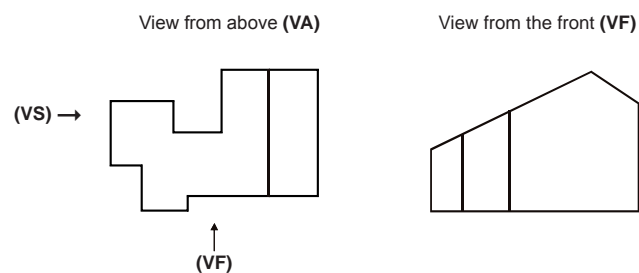 View from above (VA)
View from the front (VF)
(VS)
(VF)